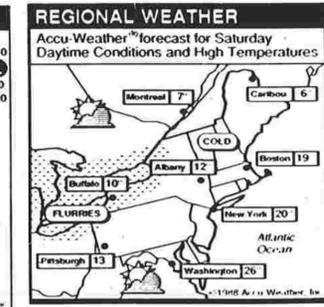 REGIONAL WEATHER
Accu-Weather™ forecast for Saturday
Daytime Conditions and High Temperatures
Montreal 7°
Caribou 6°
COLD
Albany 12°
Boston 19
Buffalo 10°
FLURRIES
New York 20°
Atlantic
Ocean
Pittsburgh 13
Washington 26°
©1988 Accu-Weather, Inc